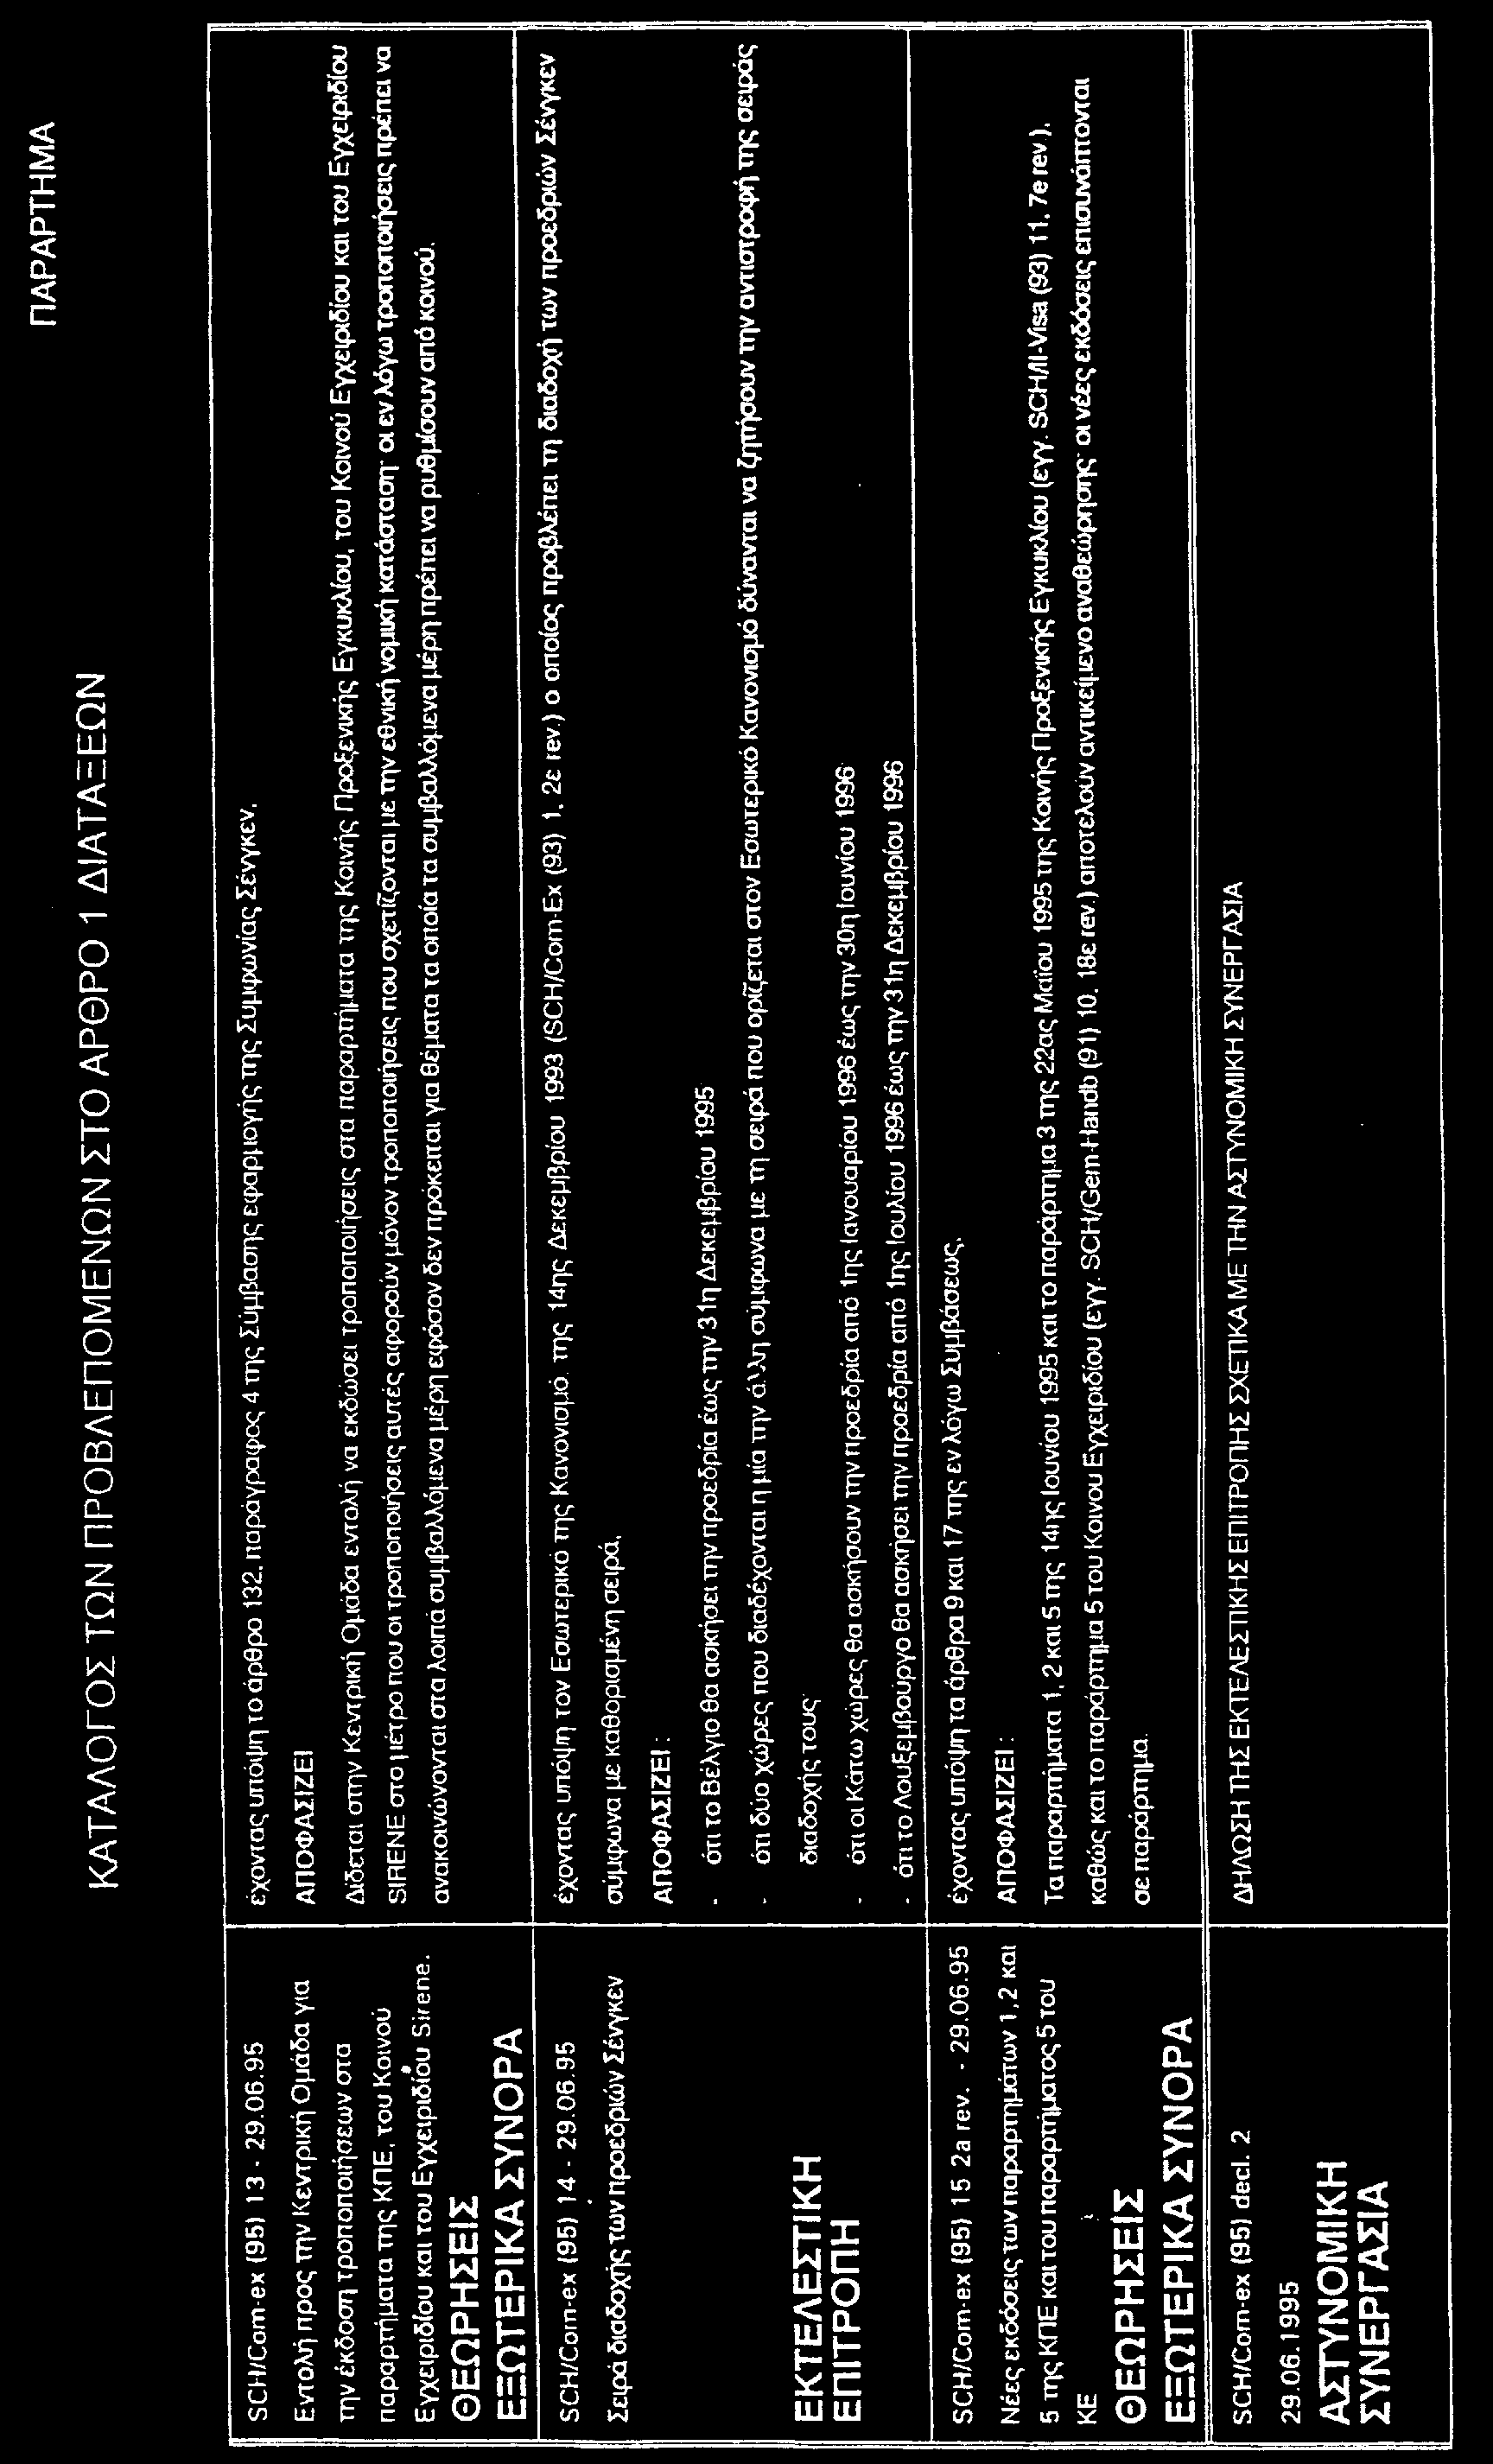 ΠΑΡΑΡΤΗΜΑ
ΚΑΤΑΛΟΓΟΣ ΤΩΝ ΠΡΟΒΛΕΠΟΜΕΝΩΝ ΣΤΟ ΑΡΘΡΟ 1 ΔΙΑΤΑΞΕΩΝ
SCH/Com-ex (95) 13 - 29.06.95
Εντολή προς την Κεντρική Ομάδα για
την έκδοση τροποποιήσεων στα
παραρτήματα της ΚΠΕ, του Κοινού
Εγχειριδίου και του Εγχειριδίου Sirene.
ΘΕΩΡΗΣΕΙΣ
ΕΞΩΤΕΡΙΚΑ ΣΥΝΟΡΑ
έχοντας υπόψη το άρθρο 132, παράγραφος 4 της Σύμβασης εφαρμογής της Συμφωνίας Σένγκεν,
ΑΠΟΦΑΣΙΖΕΙ
Δίδεται στην Κεντρική Ομάδα εντολή να εκδώσει τροποποιήσεις στα παραρτήματα της Κοινής Προξενικής Εγκυκλίου, του Κοινού Εγχειριδίου και του Εγχειριδίου
SIRENE στο μέτρο που οι τροποποιήσεις αυτές αφορούν μόνον τροποποιήσεις που σχετίζονται με την εθνική νομική κατάσταση· οι εν λόγω τροποποιήσεις πρέπει να
ανακοινώνονται στα λοιπά συμβαλλόμενα μέρη εφόσον δεν πρόκειται για θέματα τα οποία τα συμβαλλόμενα μέρη πρέπει να ρυθμίσουν από κοινού.
SCH/Com-ex (95) 14 - 29.06.95
Σειρά διαδοχής των προεδριών Σένγκεν
ΕΚΤΕΛΕΣΤΙΚΗ
ΕΠΙΤΡΟΠΗ
έχοντας υπόψη τον Εσωτερικό της Κανονισμό, της 14ης Δεκεμβρίου 1993 (SCH/Com-Ex (93) 1, 2ε rev.) ο οποίος προβλέπει τη διαδοχή των προεδριών Σένγκεν
σύμφωνα με καθορισμένη σειρά,
ΑΠΟΦΑΣΙΖΕΙ :
- ότι το Βέλγιο θα ασκήσει την προεδρία έως την 31η Δεκεμβρίου 1995·
- ότι δύο χώρες που διαδέχονται η μία την άλλη σύμφωνα με τη σειρά που ορίζεται στον Εσωτερικό Κανονισμό δύνανται να ζητήσουν την αντιστροφή της σειράς
διαδοχής τους·
- ότι οι Κάτω χώρες θα ασκήσουν την προεδρία από 1ης Ιανουαρίου 1996 έως την 30η Ιουνίου 1996·
- ότι το Λουξεμβούργο θα ασκήσει την προεδρία από 1ης Ιουλίου 1996 έως την 31η Δεκεμβρίου 1996
SCH/Com-ex (95) 15 2a rev. - 29.06.95
Νέες εκδόσεις των παραρτημάτων 1,2 και
5 της ΚΠΕ και του παραρτήματος 5 του
ΚΕ
ΘΕΩΡΗΣΕΙΣ
ΕΞΩΤΕΡΙΚΑ ΣΥΝΟΡΑ
έχοντας υπόψη τα άρθρα 9 και 17 της εν λόγω Συμβάσεως,
ΑΠΟΦΑΣΙΖΕΙ :
Τα παραρτήματα 1, 2 και 5 της 14ης Ιουνίου 1995 και το παράρτημα 3 της 22ας Μαΐου 1995 της Κοινής Προξενικής Εγκυκλίου (εγγ. SCH/II-Visa (93) 11, 7e rev ),
καθώς και το παράρτημα 5 του Κοινου Εγχειριδίου (εγγ. SCH/Gem-Handb (91) 10, 18ε rev.) αποτελούν αντικείμενο αναθεώρησης· οι νέες εκδόσεις επισυνάπτονται
σε παράρτημα.
SCH/Com-ex (95) decl. 2
29.06.1995
ΑΣΤΥΝΟΜΙΚΗ
ΣΥΝΕΡΓΑΣΙΑ
ΔΗΛΩΣΗ ΤΗΣ ΕΚΤΕΛΕΣΤΙΚΗΣ ΕΠΙΤΡΟΠΗΣ ΣΧΕΤΙΚΑ ΜΕ ΤΗΝ ΑΣΤΥΝΟΜΙΚΗ ΣΥΝΕΡΓΑΣΙΑ